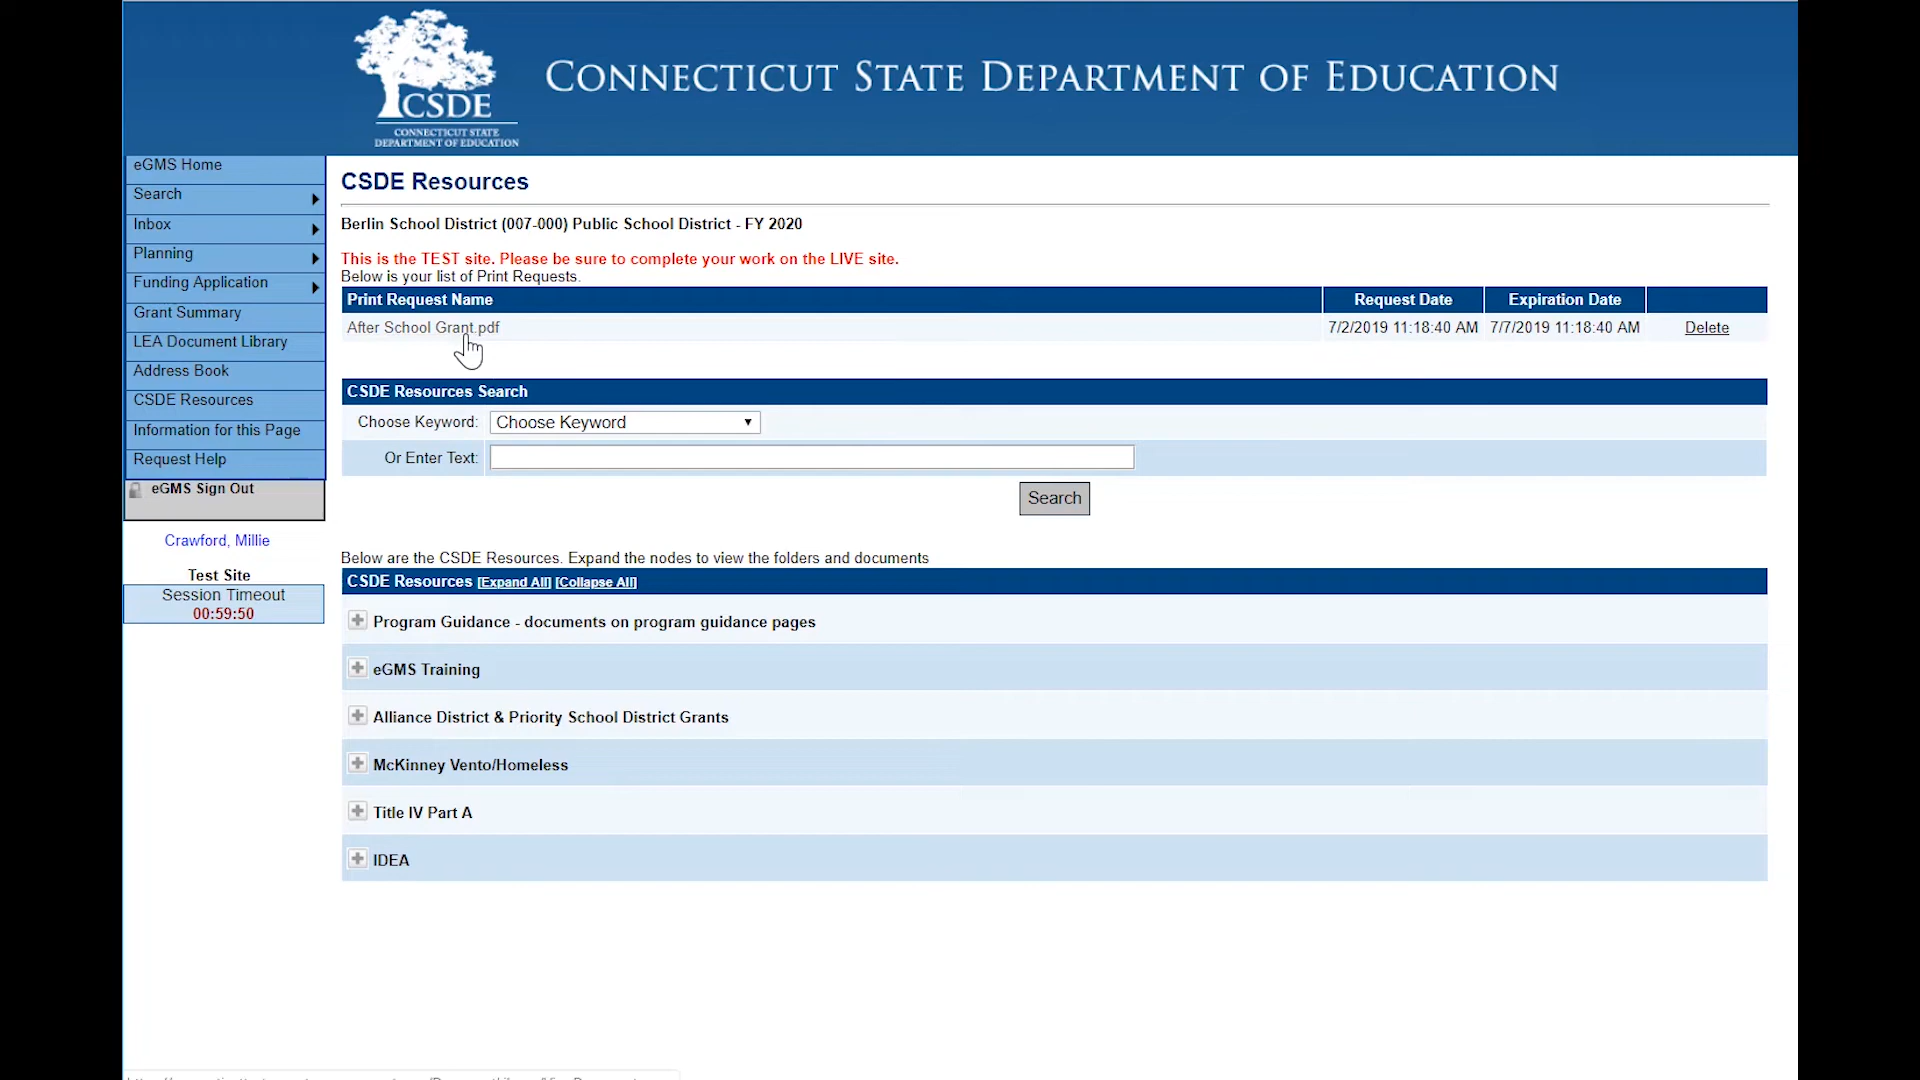 CSDE
CONNECTICUT STATE
DEPARTMENT OF EDUCATION
CONNECTICUT STATE DEPARTMENT OF EDUCATION
eGMS Home
Search
Inbox
Planning
Funding Application
Grant Summary
LEA Document Library
Address Book
CSDE Resources
Information for this Page
Request Help
eGMS Sign Out
Crawford, Millie
Test Site
Session Timeout
00:59:50
CSDE Resources
Berlin School District (007-000) Public School District - FY 2020
This is the TEST site. Please be sure to complete your work on the LIVE site.
Below is your list of Print Requests.
Print Request Name Request Date Expiration Date
After School Grant.pdf 7/2/2019 11:18:40 AM 7/7/2019 11:18:40 AM Delete
CSDE Resources Search
Choose Keyword: Choose Keyword
Or Enter Text:
Search
Below are the CSDE Resources. Expand the nodes to view the folders and documents
CSDE Resources [Expand All] [Collapse All]
Program Guidance - documents on program guidance pages
eGMS Training
Alliance District & Priority School District Grants
McKinney Vento/Homeless
Title IV Part A
IDEA